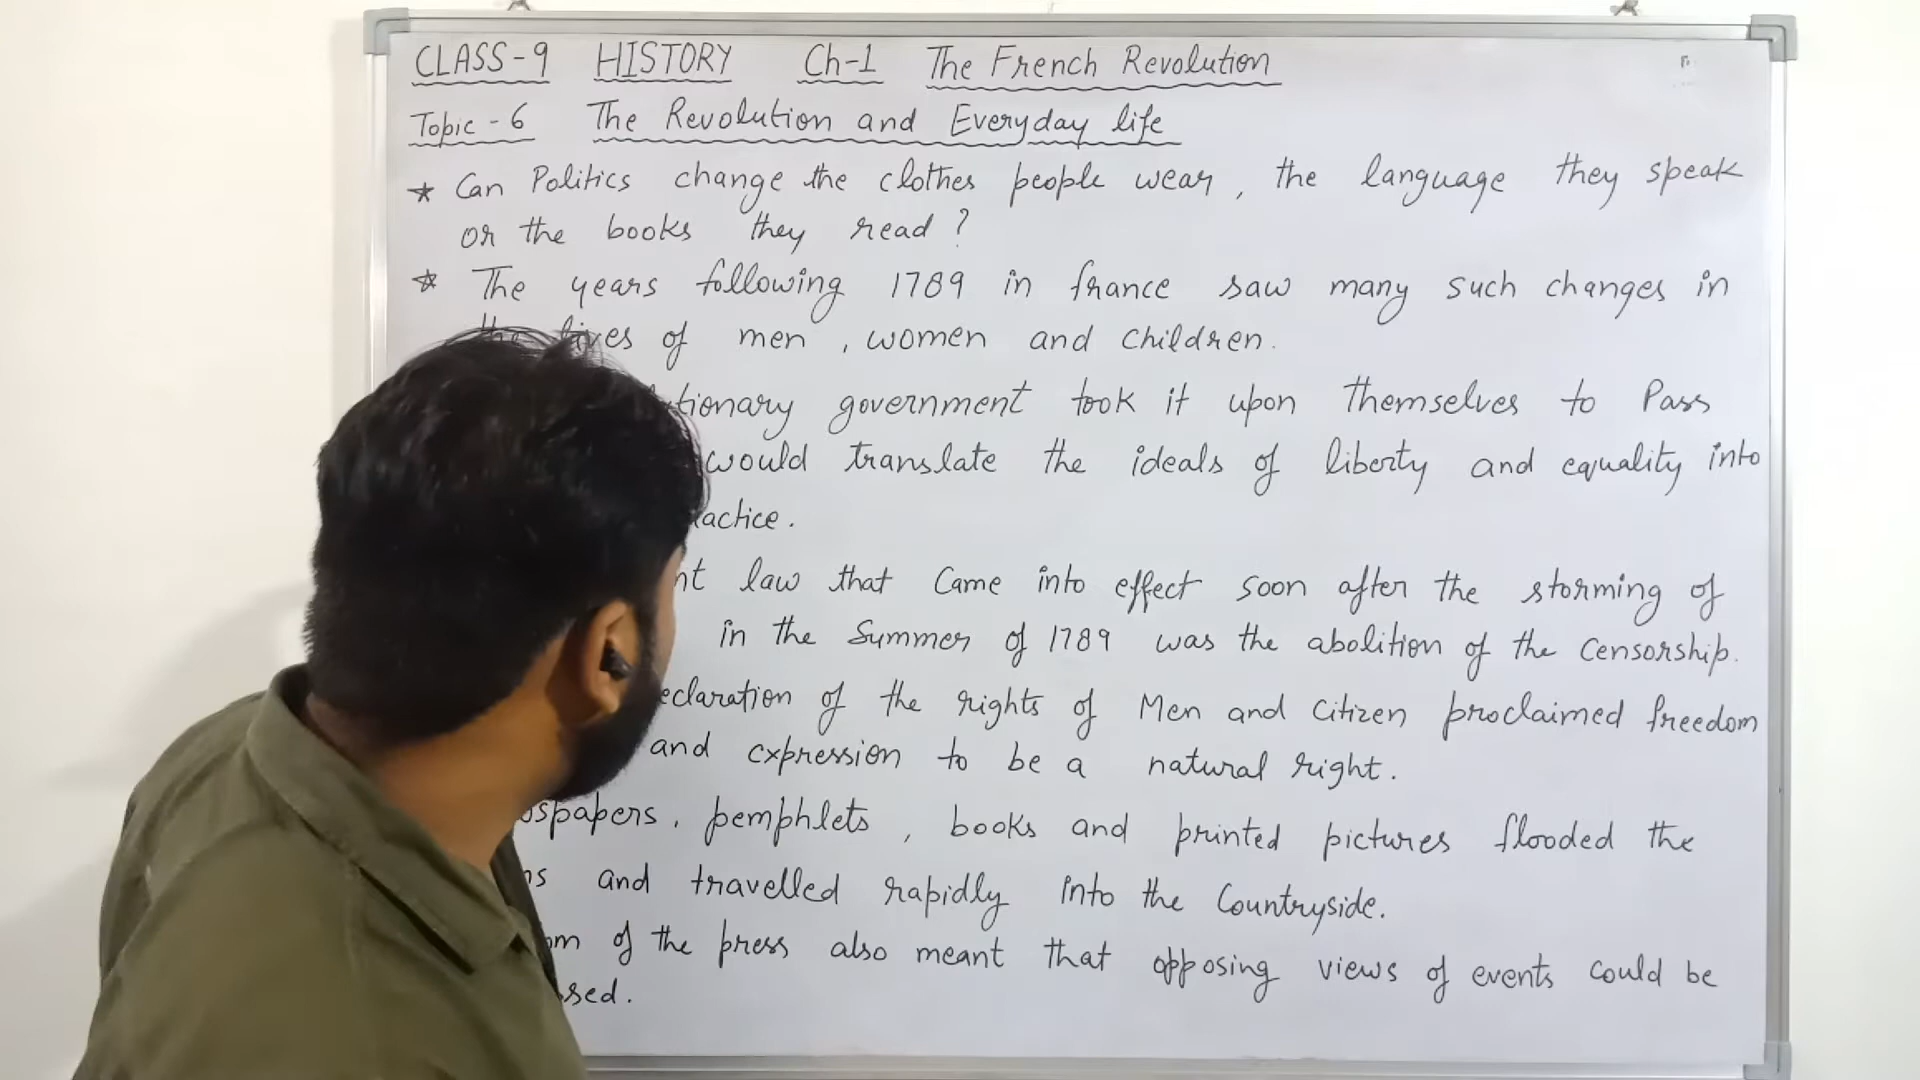 CLASS-9 HISTORY Ch-1 The French Revolution
Topic - 6 The Revolution and Everyday life
* Can Politics change the clothes people wear, the language they speak
or the books they read?
* The years following 1789 in france saw many such changes in
the lives of men, women and children.
government took it upon themselves to Pass
would translate the ideals of liberty and equality into
law that Came into effect soon after the storming of
in the Summer of 1789 was the abolition of the Censorship.
of the rights of Men and Citizen proclaimed freedom
and expression to be a natural right.
pemphlets, books and printed pictures flooded the
and travelled rapidly into the Countryside.
of the press also meant that opposing views of events could be